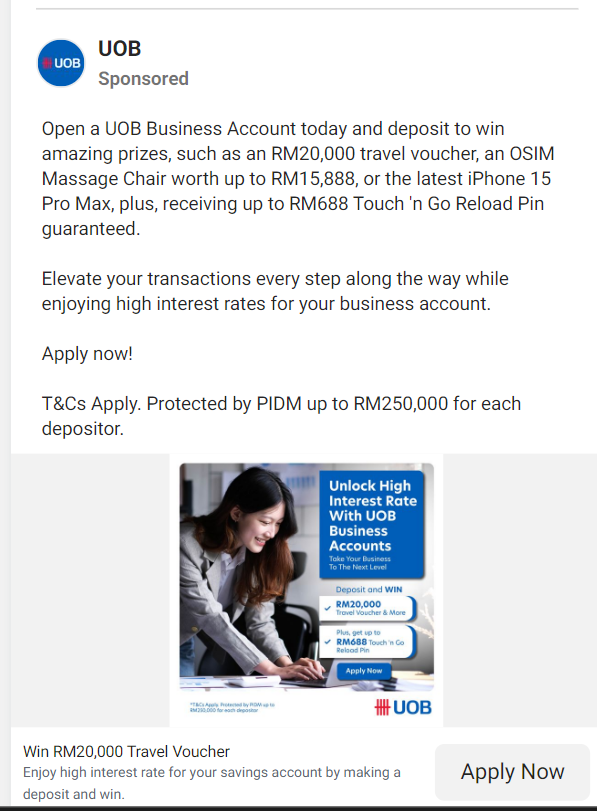 UOB
UOB
Sponsored
Open a UOB Business Account today and deposit to win
amazing prizes, such as an RM20,000 travel voucher, an OSIM
Massage Chair worth up to RM15,888, or the latest iPhone 15
Pro Max, plus, receiving up to RM688 Touch 'n Go Reload Pin
guaranteed.
Elevate your transactions every step along the way while
enjoying high interest rates for your business account.
Apply now!
T&Cs Apply. Protected by PIDM up to RM250,000 for each
depositor.
Unlock High
Interest Rate
With UOB
Business
Accounts
Take Your Business
To The Next Level
Deposit and WIN
RM20,000
Travel Voucher & More
Plus, get up to
RM688 Touch 'n Go
Reload Pin
Apply Now
*T&Cs Apply. Protected by PIDM up to
RM250,000 for each depositor
UOB
Win RM20,000 Travel Voucher
Enjoy high interest rate for your savings account by making a
deposit and win.
Apply Now